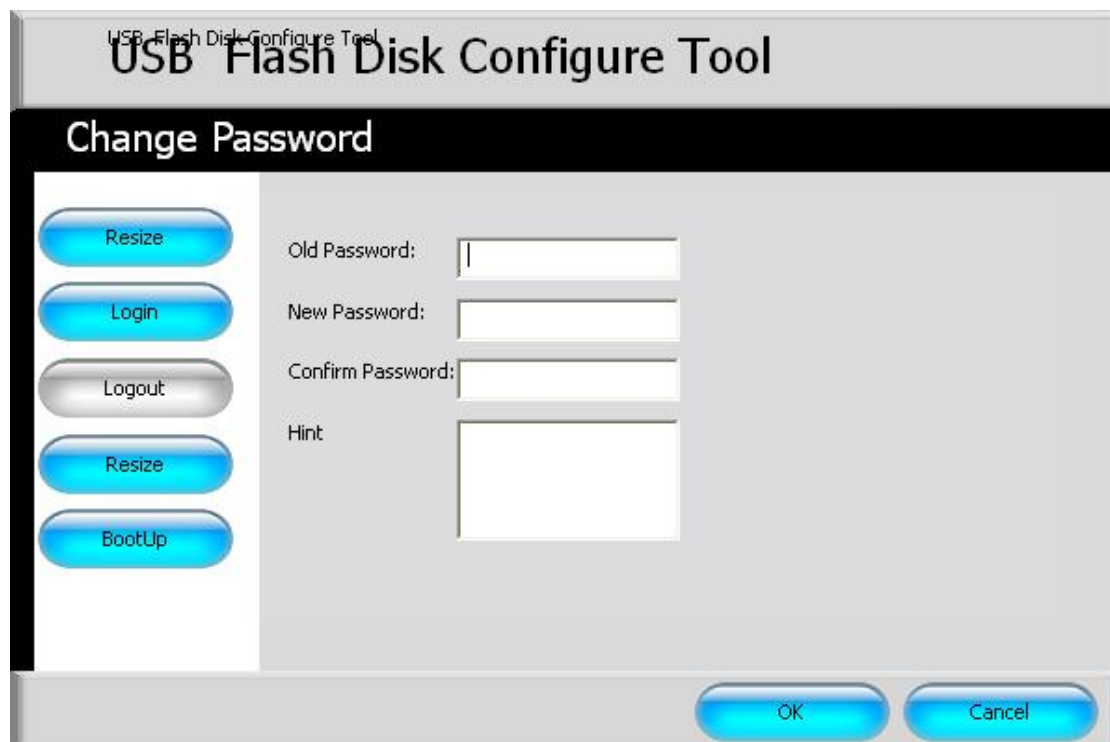 USB Flash Disk Configure Tool
USB Flash Disk Configure Tool
Change Password
Resize
Login
Logout
Resize
BootUp
Old Password:
New Password:
Confirm Password:
Hint
OK
Cancel